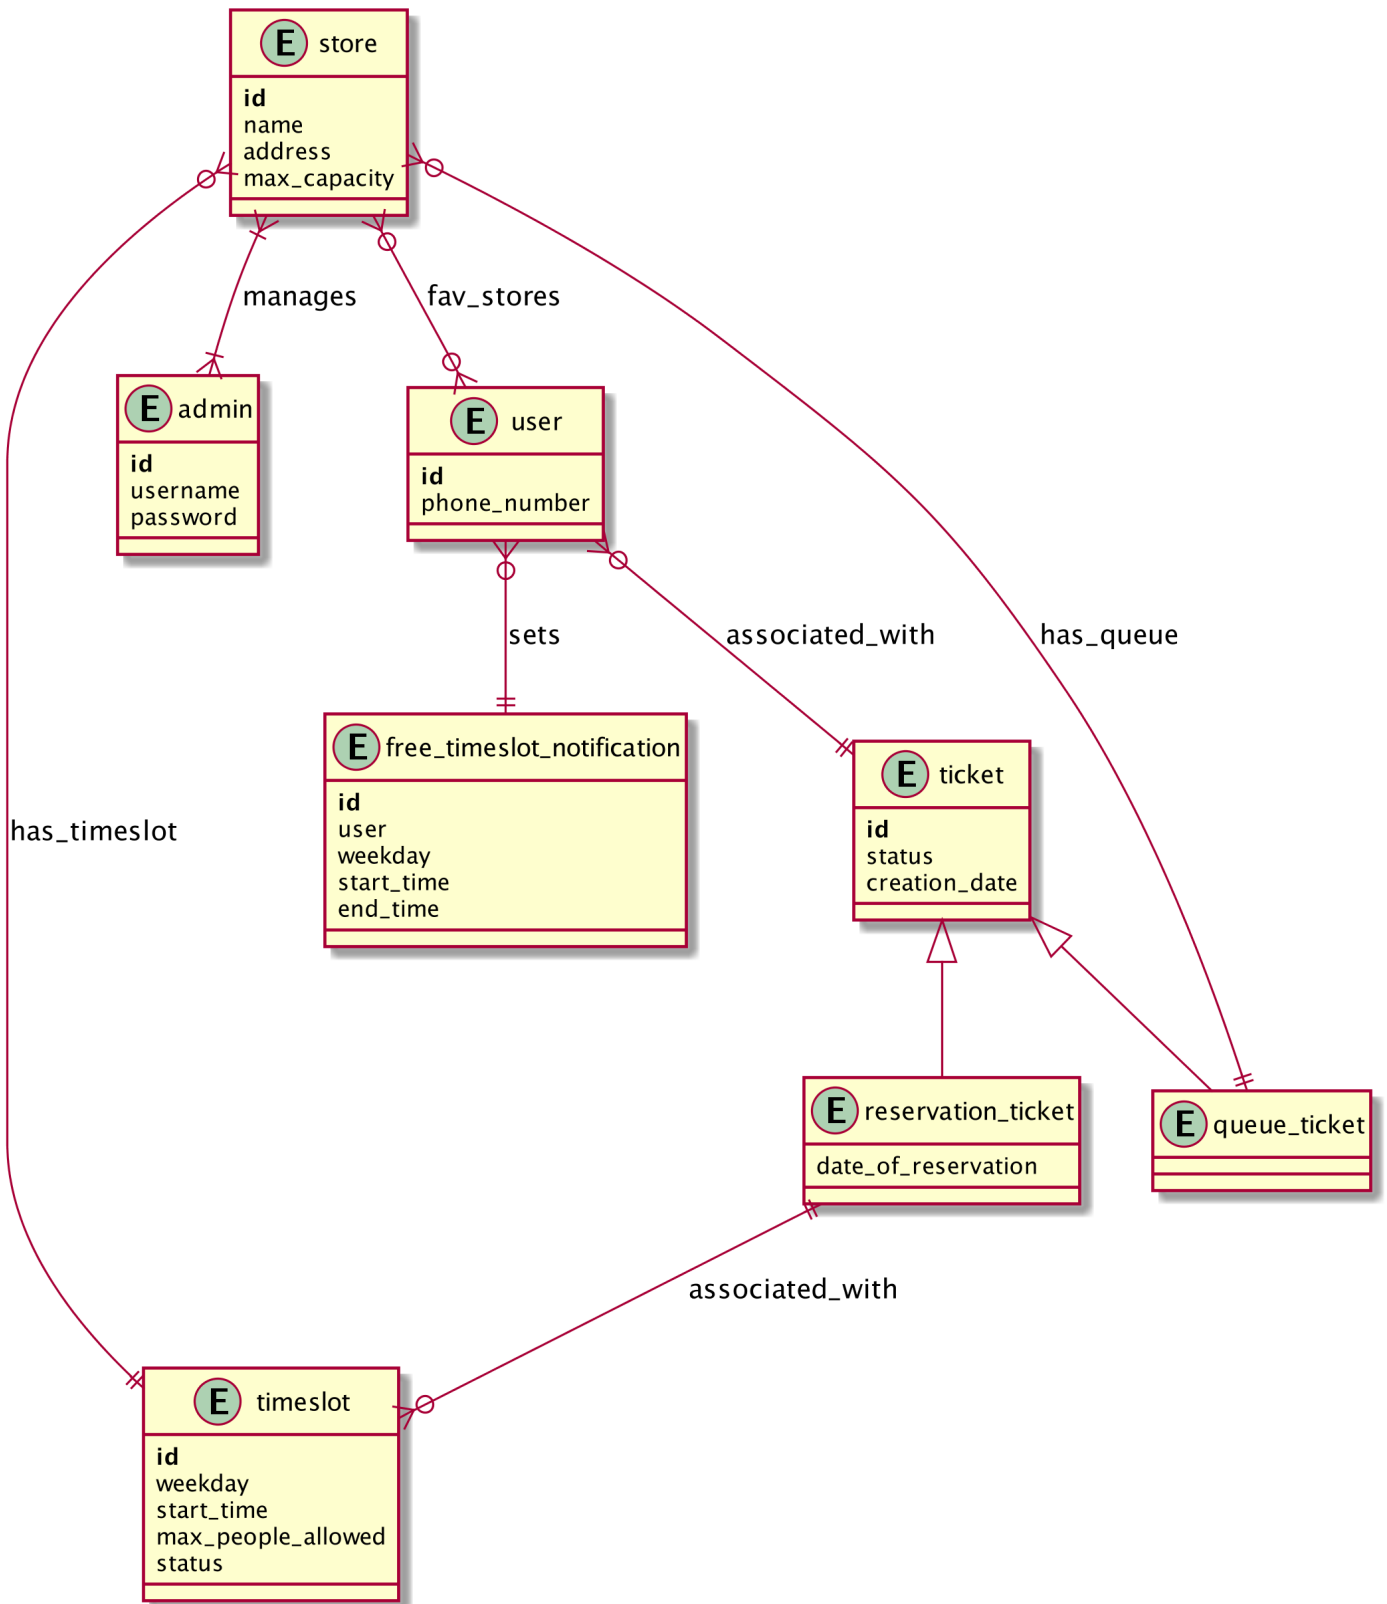 E store
id
name
address
max_capacity
manages
fav_stores
E admin
id
username
password
E user
id
phone_number
sets
associated_with
has_queue
E free_timeslot_notification
id
user
weekday
start_time
end_time
E ticket
id
status
creation_date
has_timeslot
E reservation_ticket
date_of_reservation
E queue_ticket
associated_with
E timeslot
id
weekday
start_time
max_people_allowed
status